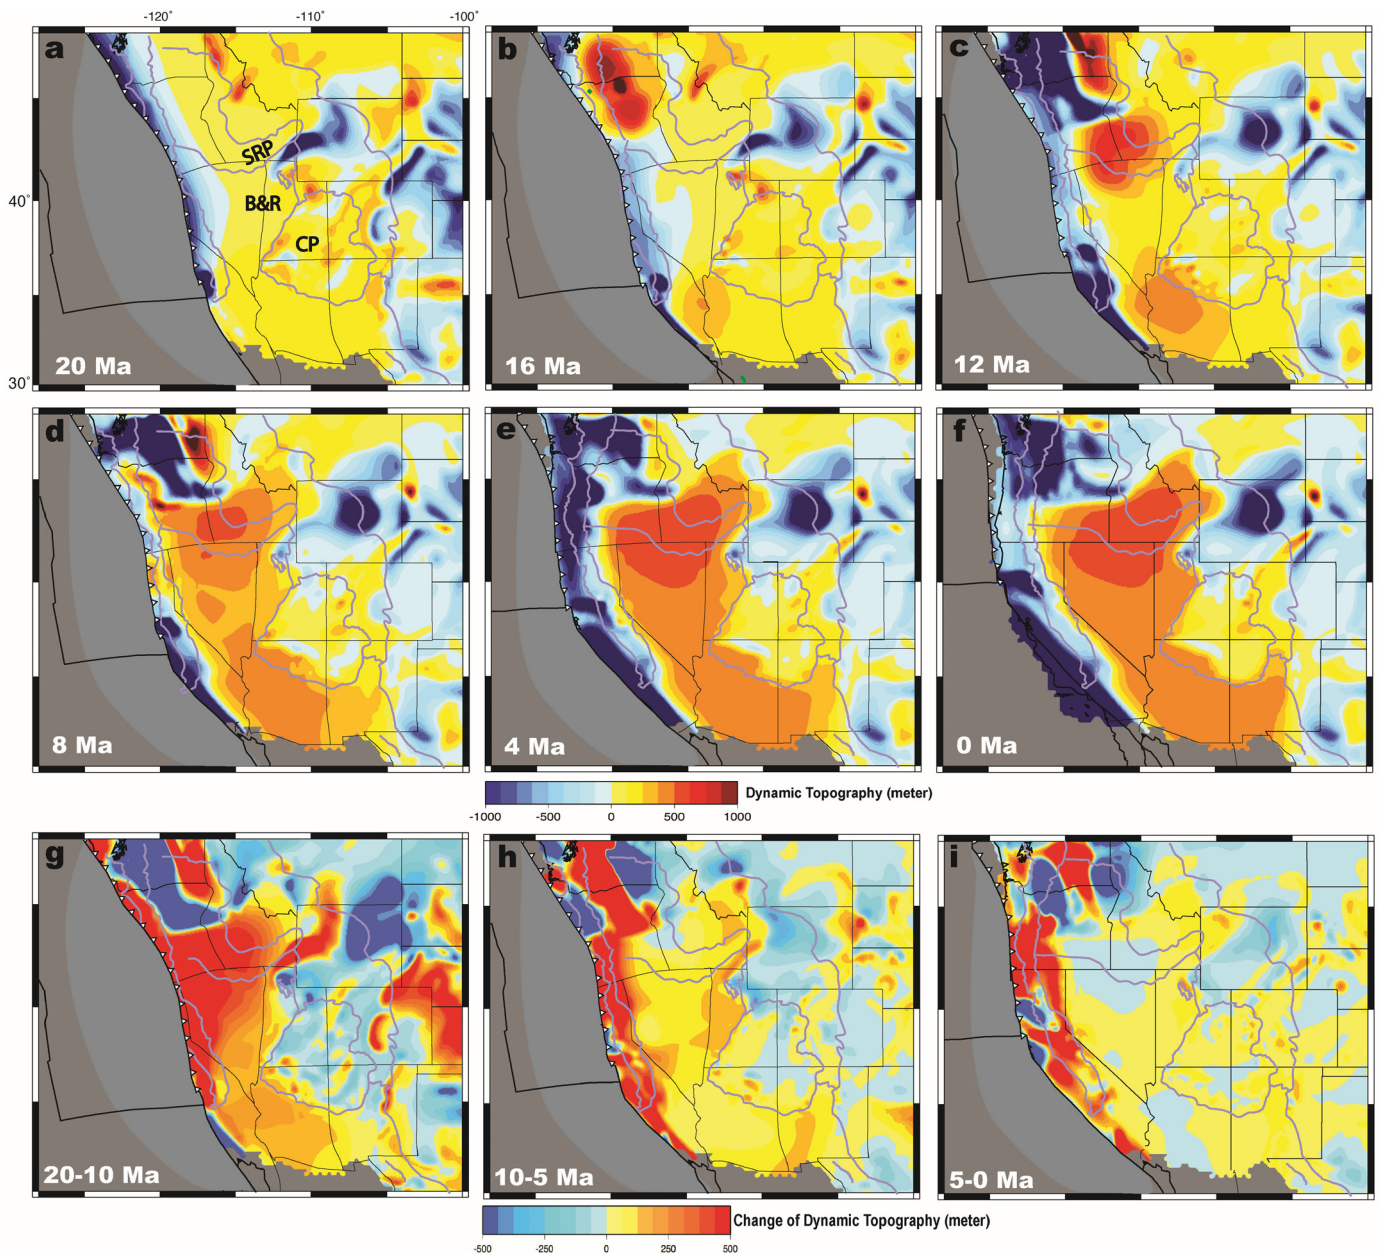 -120° -110° -100°
a b c
SRP
40° B&R
CP
20 Ma 16 Ma 12 Ma
30°
d e f
8 Ma 4 Ma 0 Ma
Dynamic Topography (meter)
-1000 -500 0 500 1000
g h i
20-10 Ma 10-5 Ma 5-0 Ma
Change of Dynamic Topography (meter)
-500 -250 0 250 500